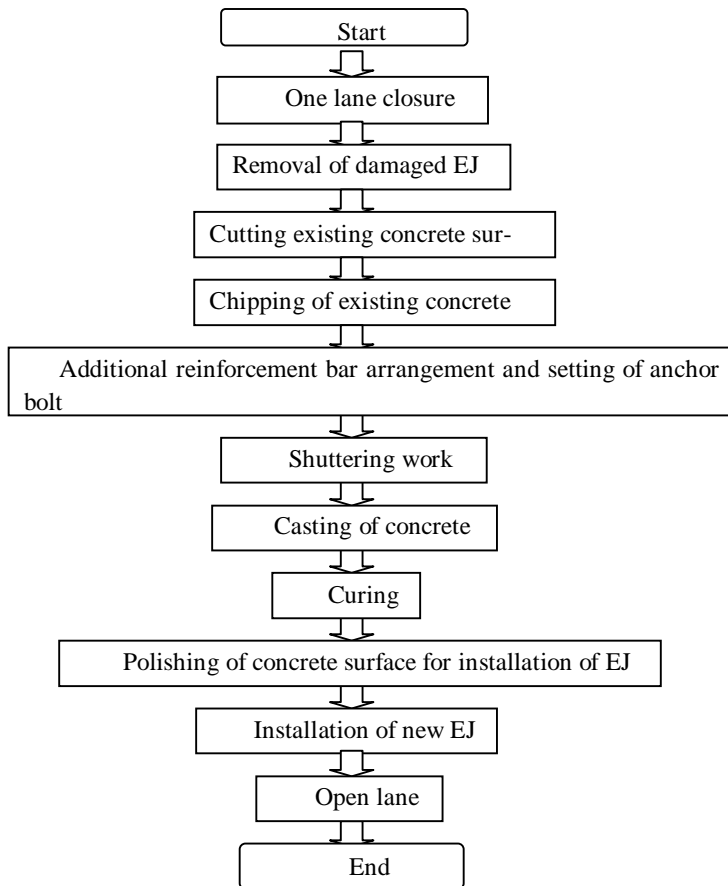 Start
One lane closure
Removal of damaged EJ
Cutting existing concrete sur-
Chipping of existing concrete
Additional reinforcement bar arrangement and setting of anchor
bolt
Shuttering work
Casting of concrete
Curing
Polishing of concrete surface for installation of EJ
Installation of new EJ
Open lane
End